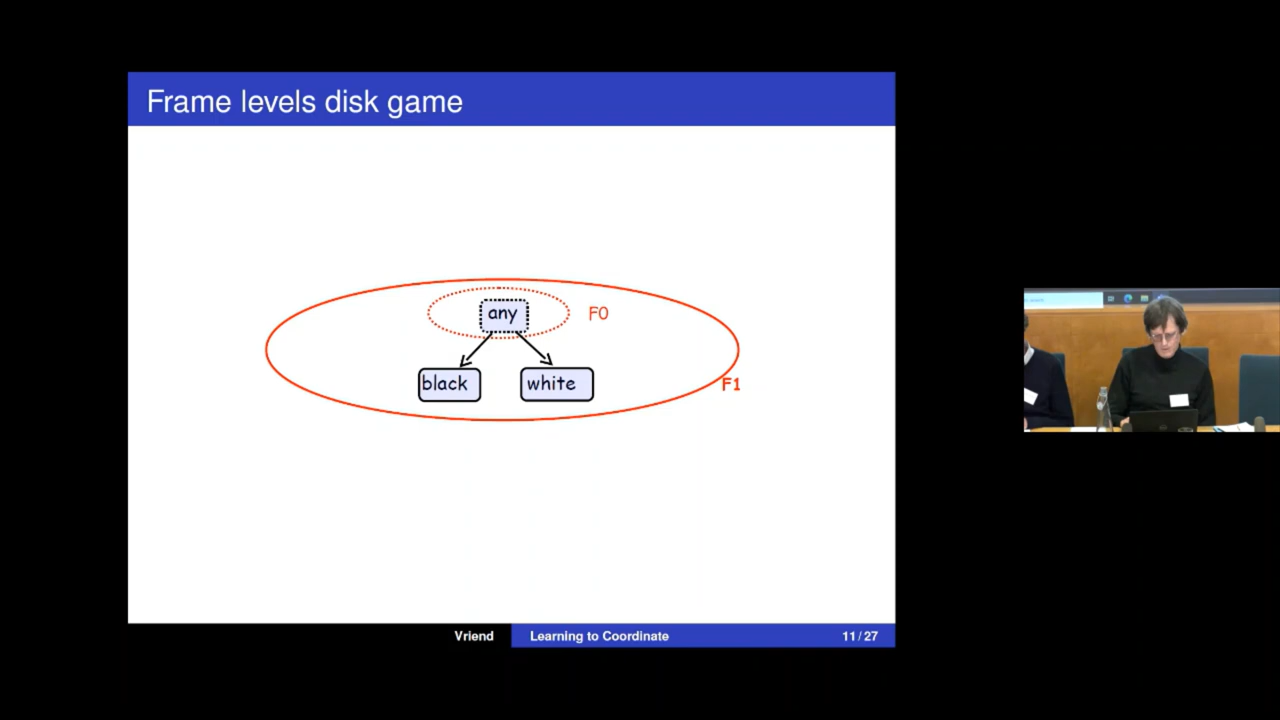 Frame levels disk game
any
F0
black
white
F1
Vriend
Learning to Coordinate
11 / 27